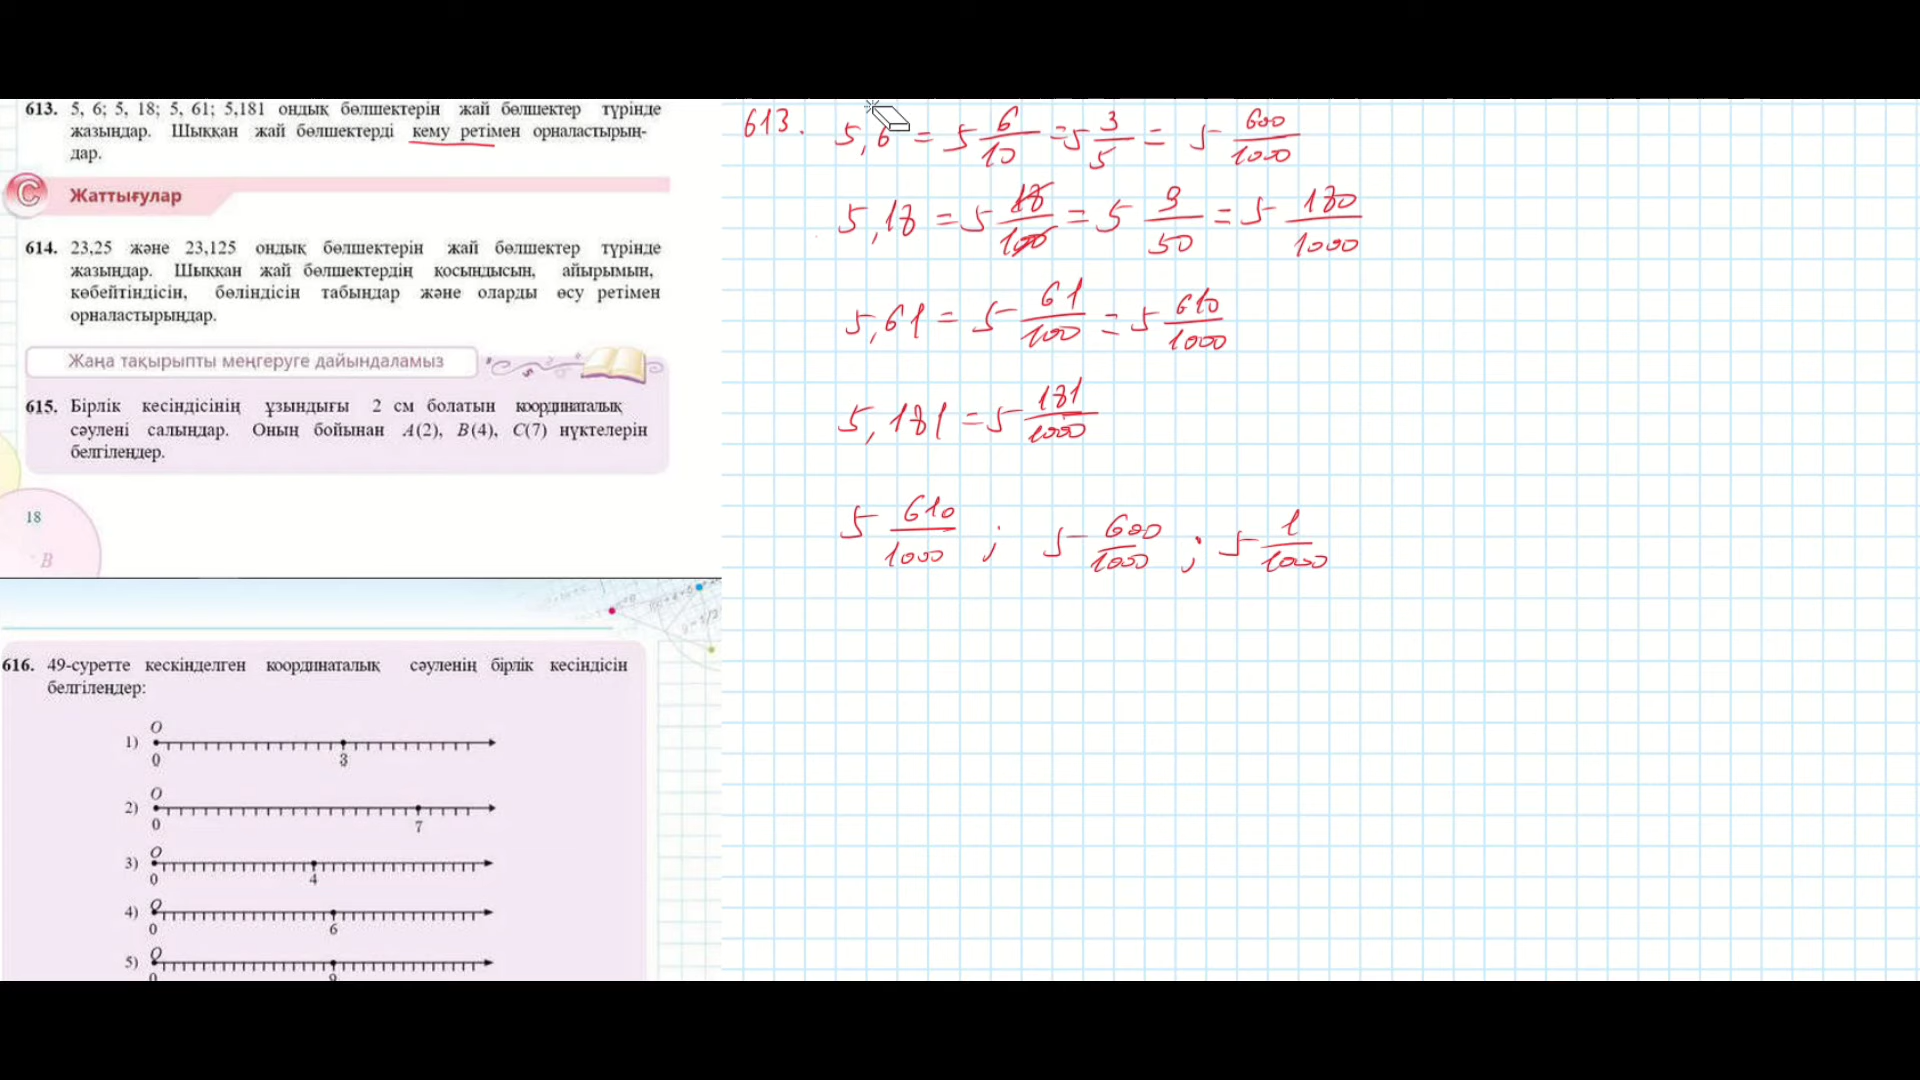 613. 5, 6; 5, 18; 5, 61; 5,181 ондық бөлшектерін жай бөлшектер түрінде
жазыңдар. Шыққан жай бөлшектерді кему ретімен орналастырың-
дар.
C Жаттығулар
614. 23,25 және 23,125 ондық бөлшектерін жай бөлшектер түрінде
жазыңдар. Шыққан жай бөлшектердің қосындысын, айырымын,
көбейтіндісін, бөліндісін табыңдар және оларды өсу ретімен
орналастырыңдар.
Жаңа тақырыпты меңгеруге дайындаламыз
615. Бірлік кесіндісінің ұзындығы 2 см болатын координаталық
сәулені салыңдар. Оның бойынан A(2), B(4), C(7) нүктелерін
белгілеңдер.
18
B
616. 49-суретте кескінделген координаталық сәуленің бірлік кесіндісін
белгілеңдер:
1) O 0 3
2) O 0 7
3) O 0 4
4) O 0 6
5) O 0 9
613. 5,6 = 5 6/10 = 5 3/5 = 5 600/1000
5,18 = 5 18/100 = 5 9/50 = 5 180/1000
5,61 = 5 61/100 = 5 610/1000
5,181 = 5 181/1000
5 610/1000 ; 5 600/1000 ; 5 1/1000